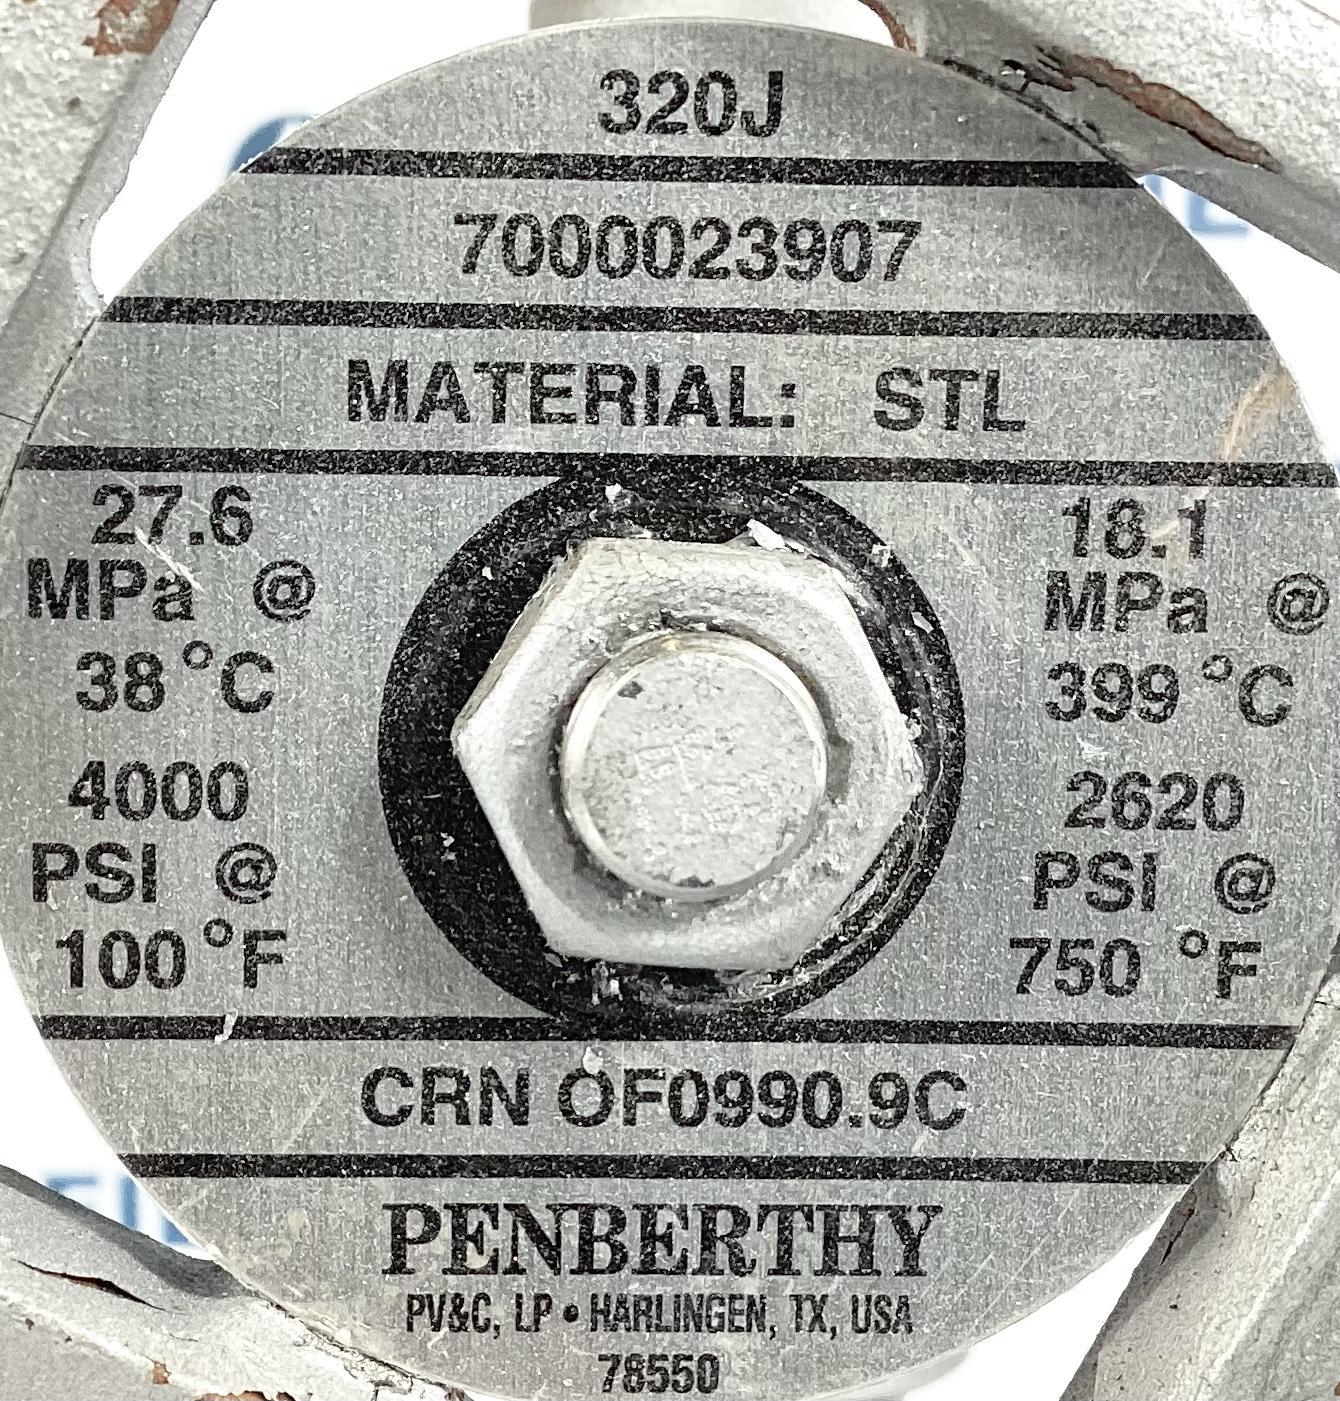 320J
7000023907
MATERIAL: STL
27.6
MPa @
38 °C
4000
PSI @
100 °F
18.1
MPa @
399 °C
2620
PSI @
750 °F
CRN OF0990.9C
PENBERTHY
PV&C, LP • HARLINGEN, TX, USA
78550